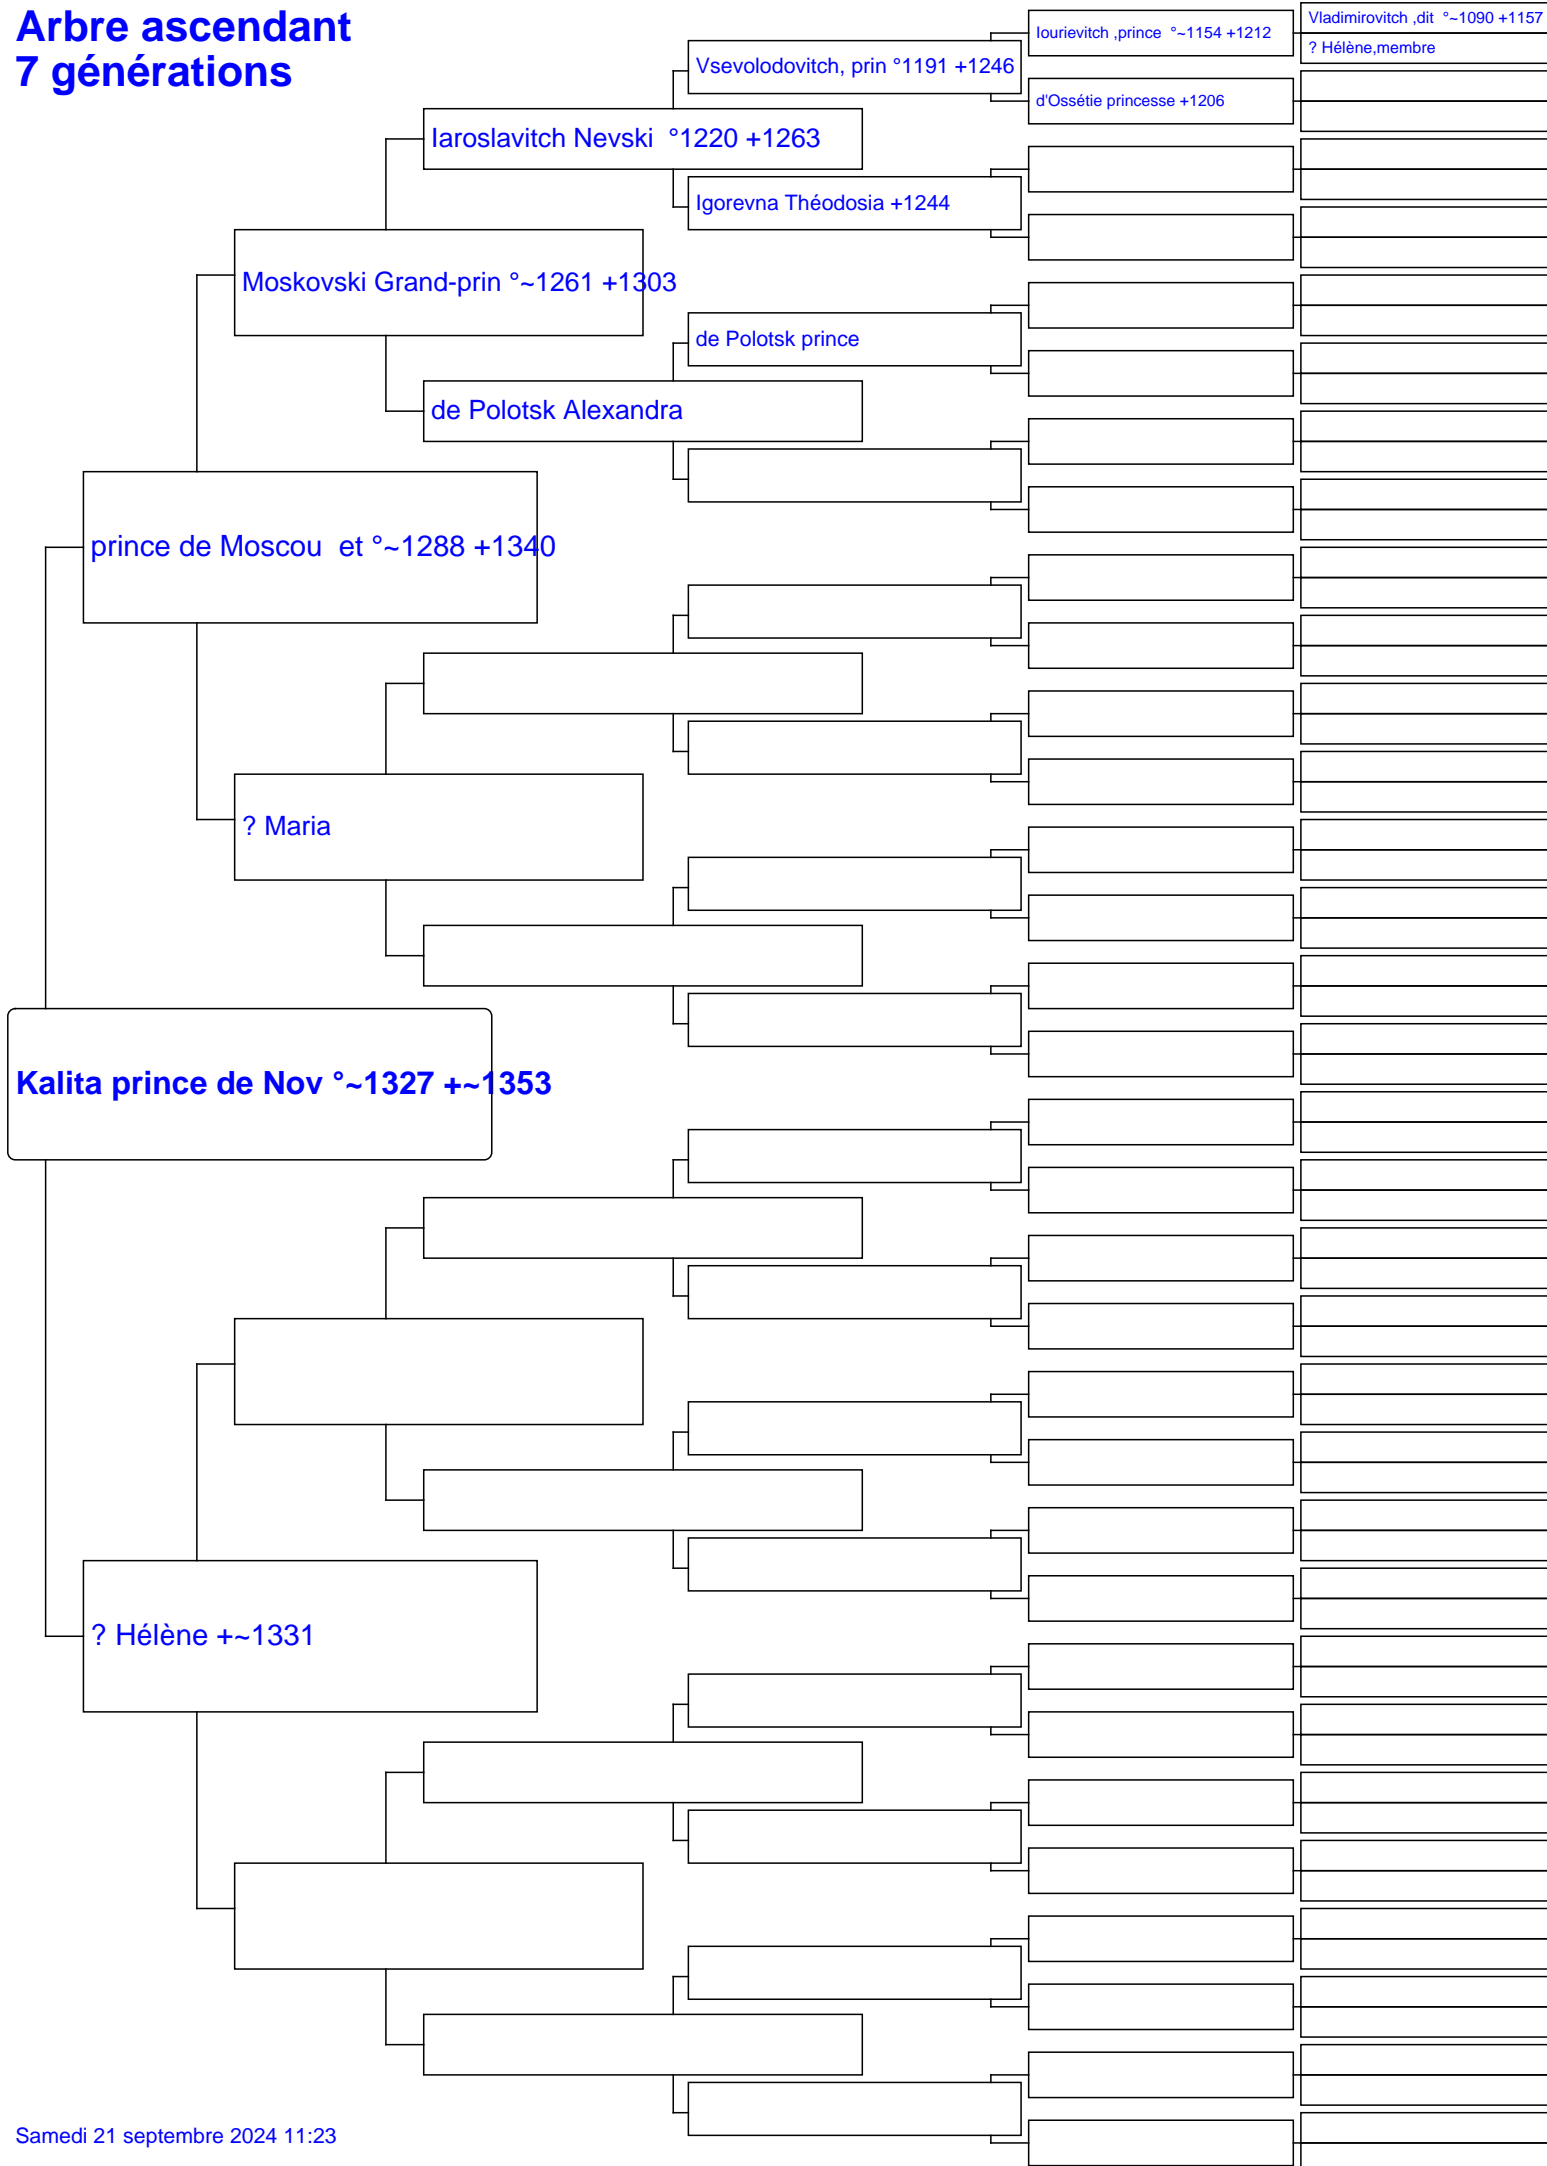 Arbre ascendant
7 générations
Vladimirovitch ,dit  °~1090 +1157
Iourievitch ,prince  °~1154 +1212
? Hélène,membre
Vsevolodovitch, prin °1191 +1246
d'Ossétie princesse +1206
Iaroslavitch Nevski  °1220 +1263
Igorevna Théodosia +1244
Moskovski Grand-prin °~1261 +1303
de Polotsk prince
de Polotsk Alexandra
prince de Moscou  et °~1288 +1340
? Maria
Kalita prince de Nov °~1327 +~1353
? Hélène +~1331
Samedi 21 septembre 2024 11:23